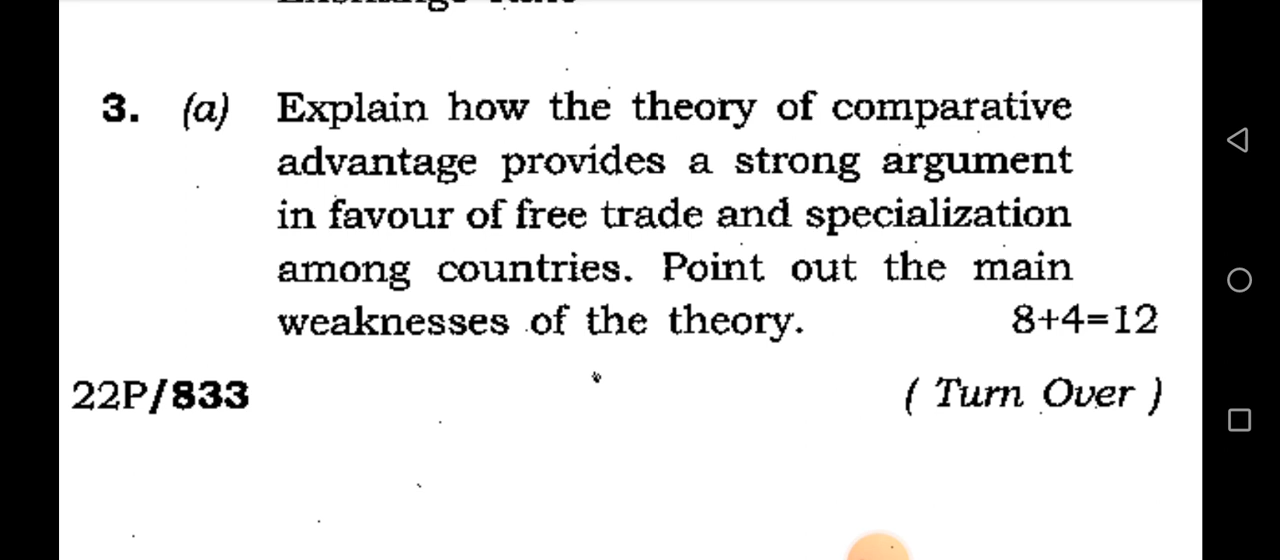 3. (a) Explain how the theory of comparative
advantage provides a strong argument
in favour of free trade and specialization
among countries. Point out the main
weaknesses of the theory. 8+4=12
22P/833 ( Turn Over )